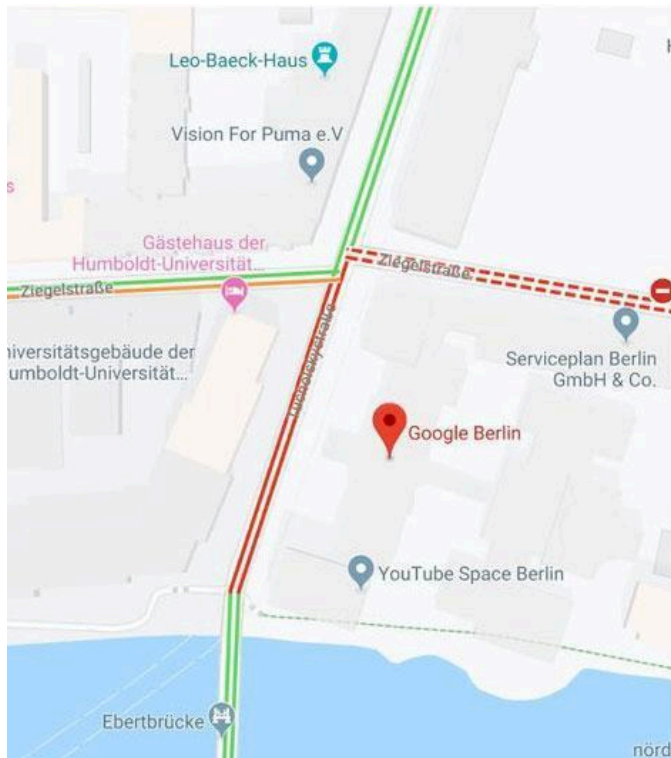 Leo-Baeck-Haus
Vision For Puma e.V
s
Gästehaus der
Humboldt-Universität...
Ziegelstraße
Ziegelstraße
niversitätsgebäude der
umboldt-Universität...
Tucholskystraße
Serviceplan Berlin
GmbH & Co.
Google Berlin
YouTube Space Berlin
Ebertbrücke
nörd